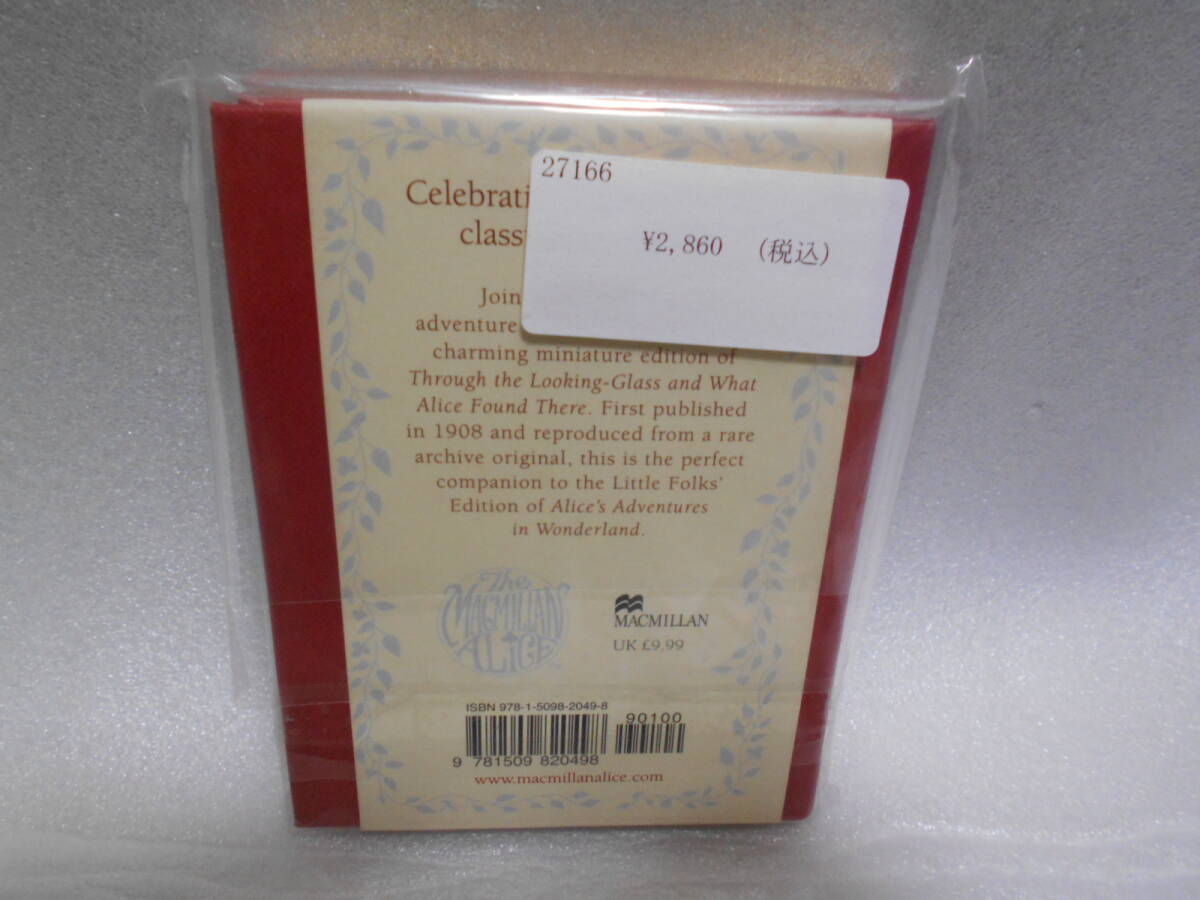 27166
¥2,860 (税込)
Celebrati
class
Join
adventure
charming miniature edition of
Through the Looking-Glass and What
Alice Found There. First published
in 1908 and reproduced from a rare
archive original, this is the perfect
companion to the Little Folks'
Edition of Alice's Adventures
in Wonderland.
The
MACMILLAN
ALICE
MACMILLAN
UK £9.99
ISBN 978-1-5098-2049-8
90100
9 781509 820498
www.macmillanalice.com